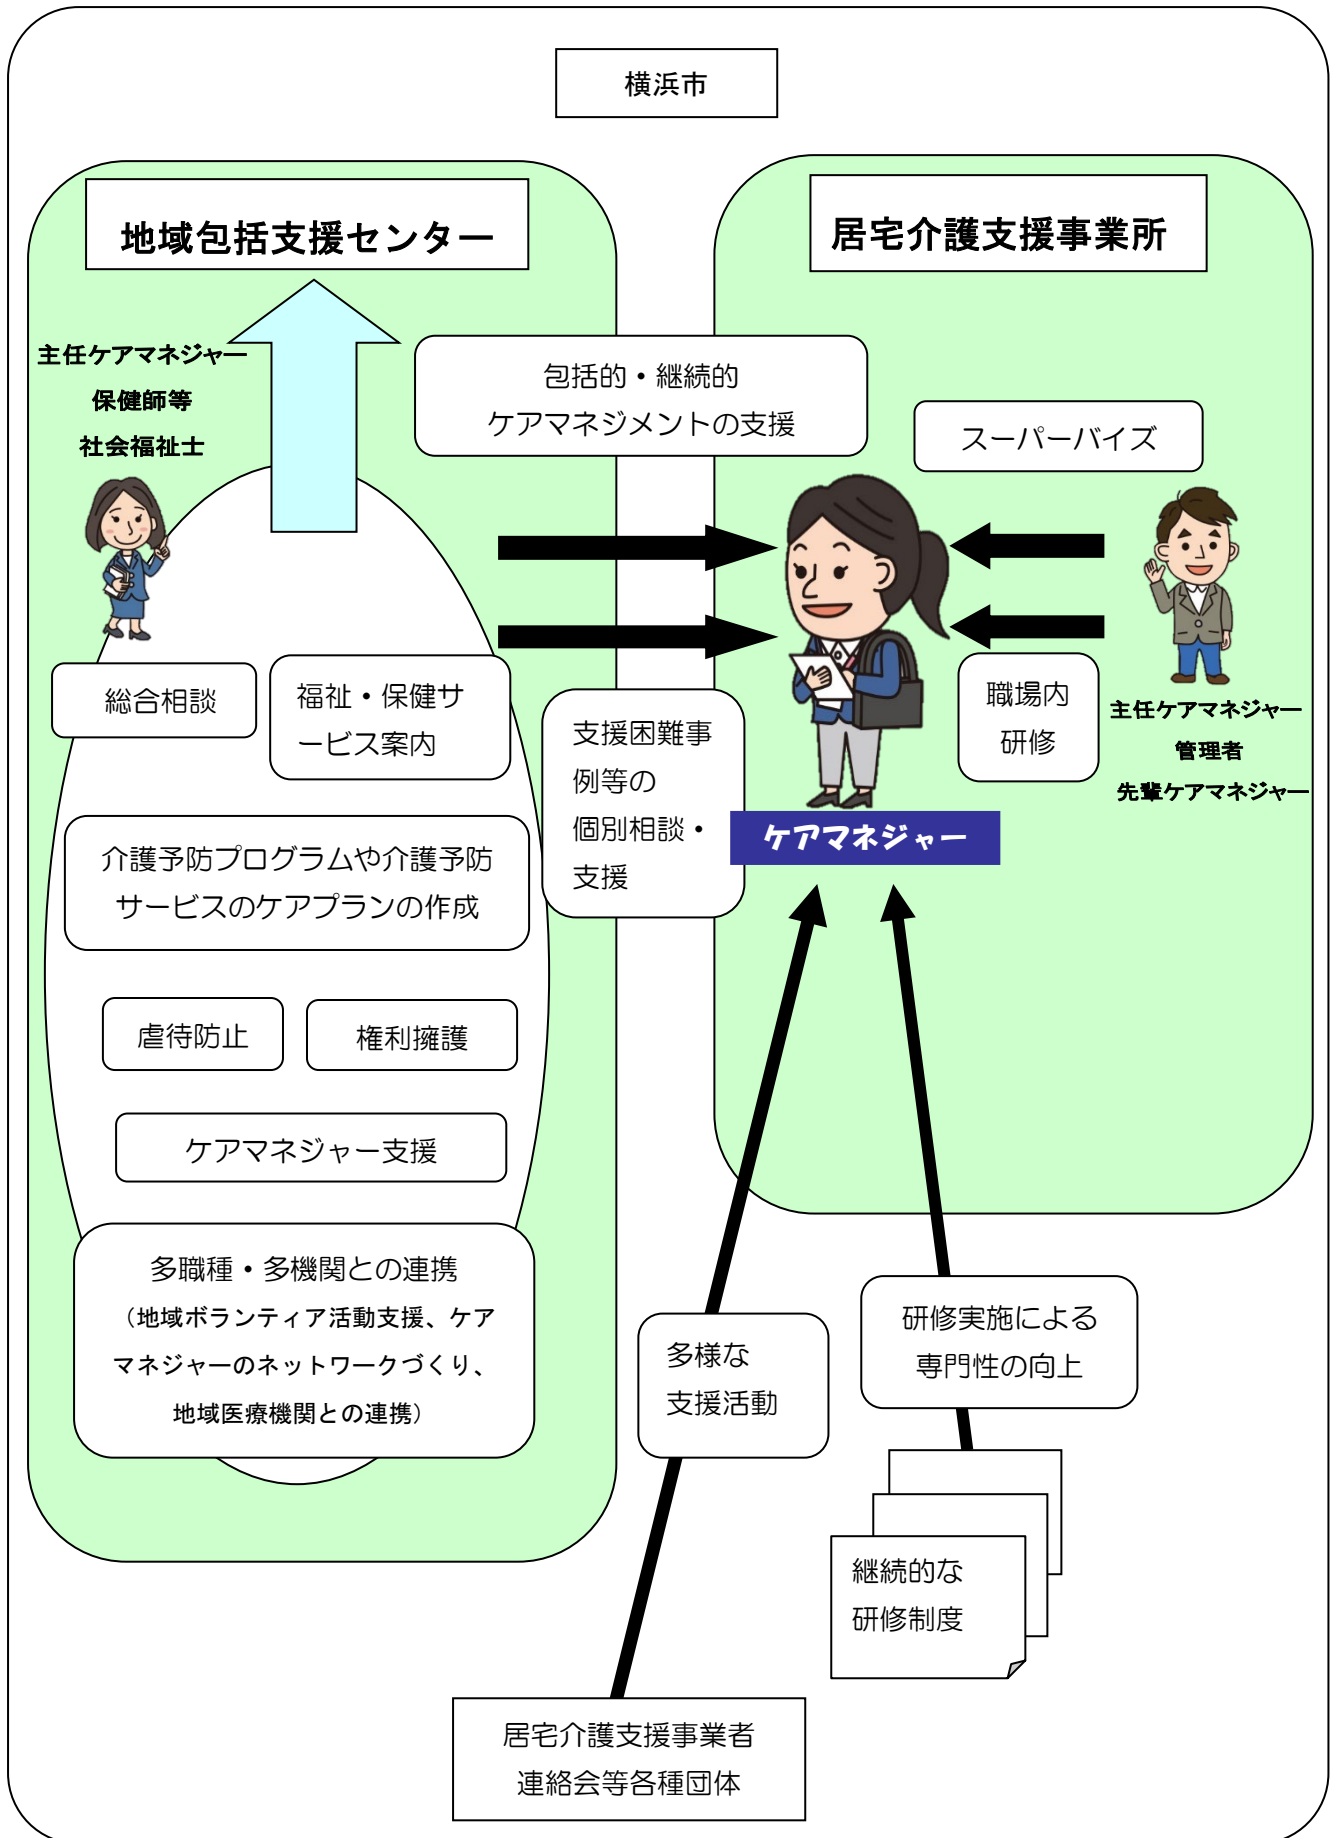 横浜市
地域包括支援センター
居宅介護支援事業所
主任ケアマネジャー
保健師等
社会福祉士
包括的・継続的
ケアマネジメントの支援
スーパーバイズ
総合相談
福祉・保健サ
ービス案内
支援困難事
例等の
個別相談・
支援
職場内
研修
主任ケアマネジャー
管理者
先輩ケアマネジャー
ケアマネジャー
介護予防プログラムや介護予防
サービスのケアプランの作成
虐待防止
権利擁護
ケアマネジャー支援
多職種・多機関との連携
（地域ボランティア活動支援、ケア
マネジャーのネットワークづくり、
地域医療機関との連携）
多様な
支援活動
研修実施による
専門性の向上
継続的な
研修制度
居宅介護支援事業者
連絡会等各種団体